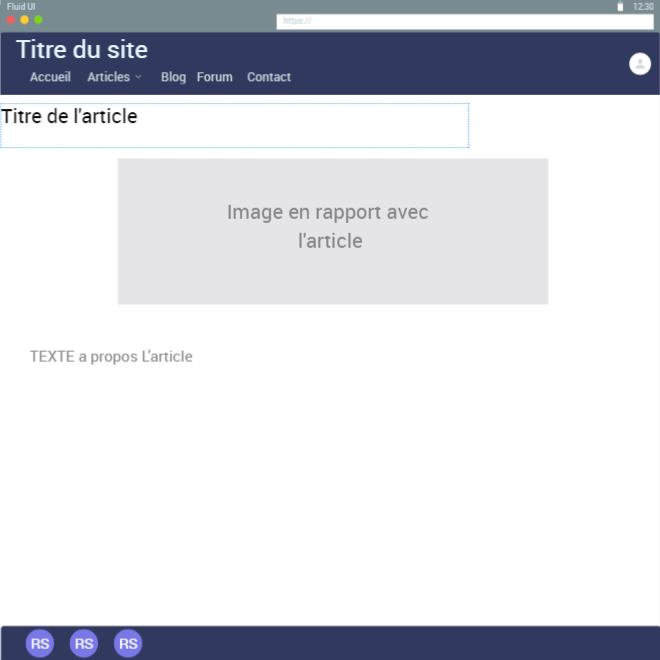 Fluid UI
12:30
https://
Titre du site
Accueil Articles Blog Forum Contact
Titre de l'article
Image en rapport avec
l'article
TEXTE a propos L'article
RS RS RS